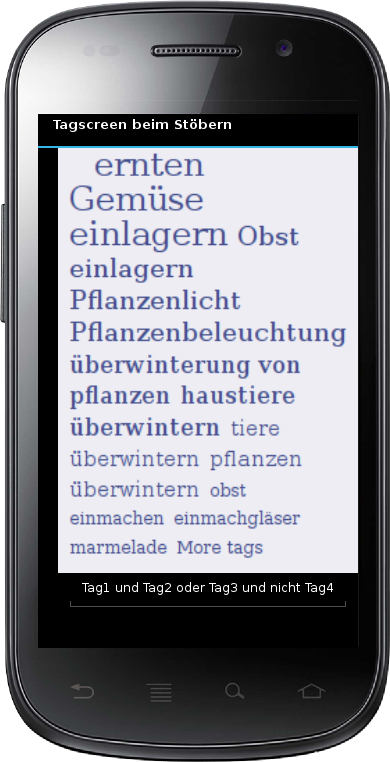 Tagscreen beim Stöbern
ernten
Gemüse
einlagern Obst
einlagern
Pflanzenlicht
Pflanzenbeleuchtung
überwinterung von
pflanzen haustiere
überwintern tiere
überwintern pflanzen
überwintern obst
einmachen einmachgläser
marmelade More tags
Tag1 und Tag2 oder Tag3 und nicht Tag4